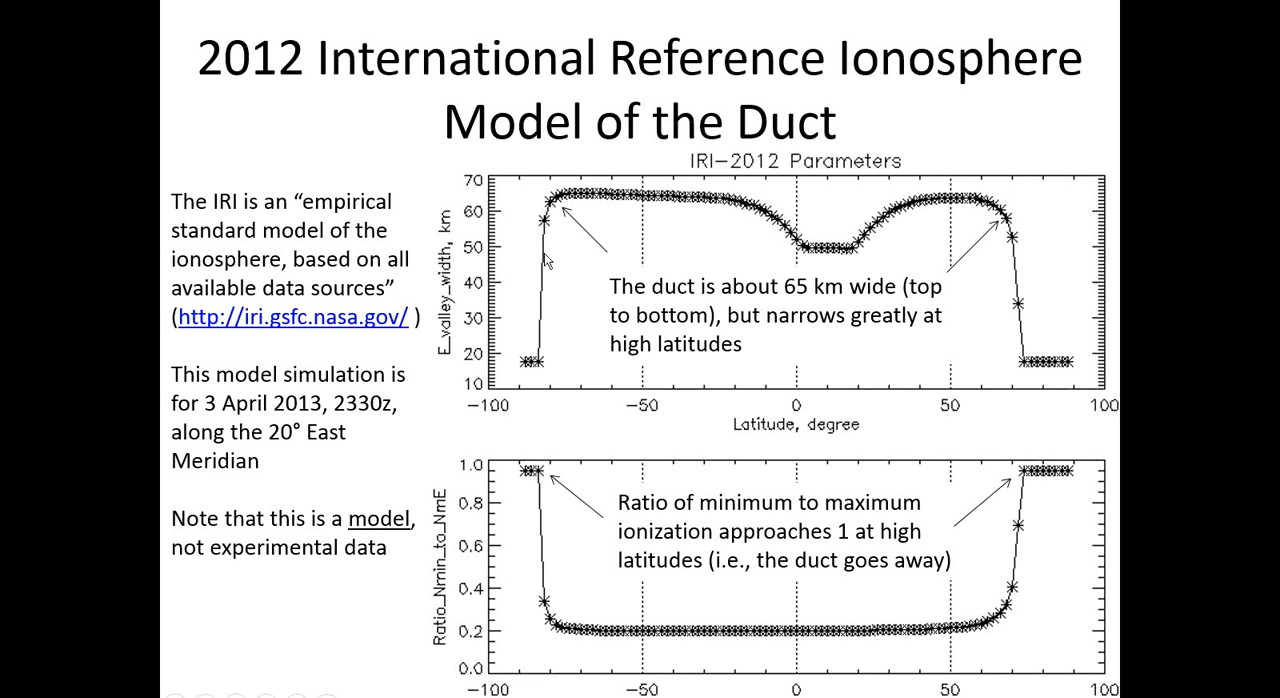 2012 International Reference Ionosphere
Model of the Duct
The IRI is an “empirical
standard model of the
ionosphere, based on all
available data sources”
(http://iri.gsfc.nasa.gov/ )
This model simulation is
for 3 April 2013, 2330z,
along the 20° East
Meridian
Note that this is a model,
not experimental data
IRI−2012 Parameters
E_valley_width, km
70
60
50
40
30
20
10
The duct is about 65 km wide (top
to bottom), but narrows greatly at
high latitudes
−100 −50 0 50 100
Latitude, degree
Ratio_Nmin_to_NmE
1.0
0.8
0.6
0.4
0.2
0.0
Ratio of minimum to maximum
ionization approaches 1 at high
latitudes (i.e., the duct goes away)
−100 −50 0 50 100